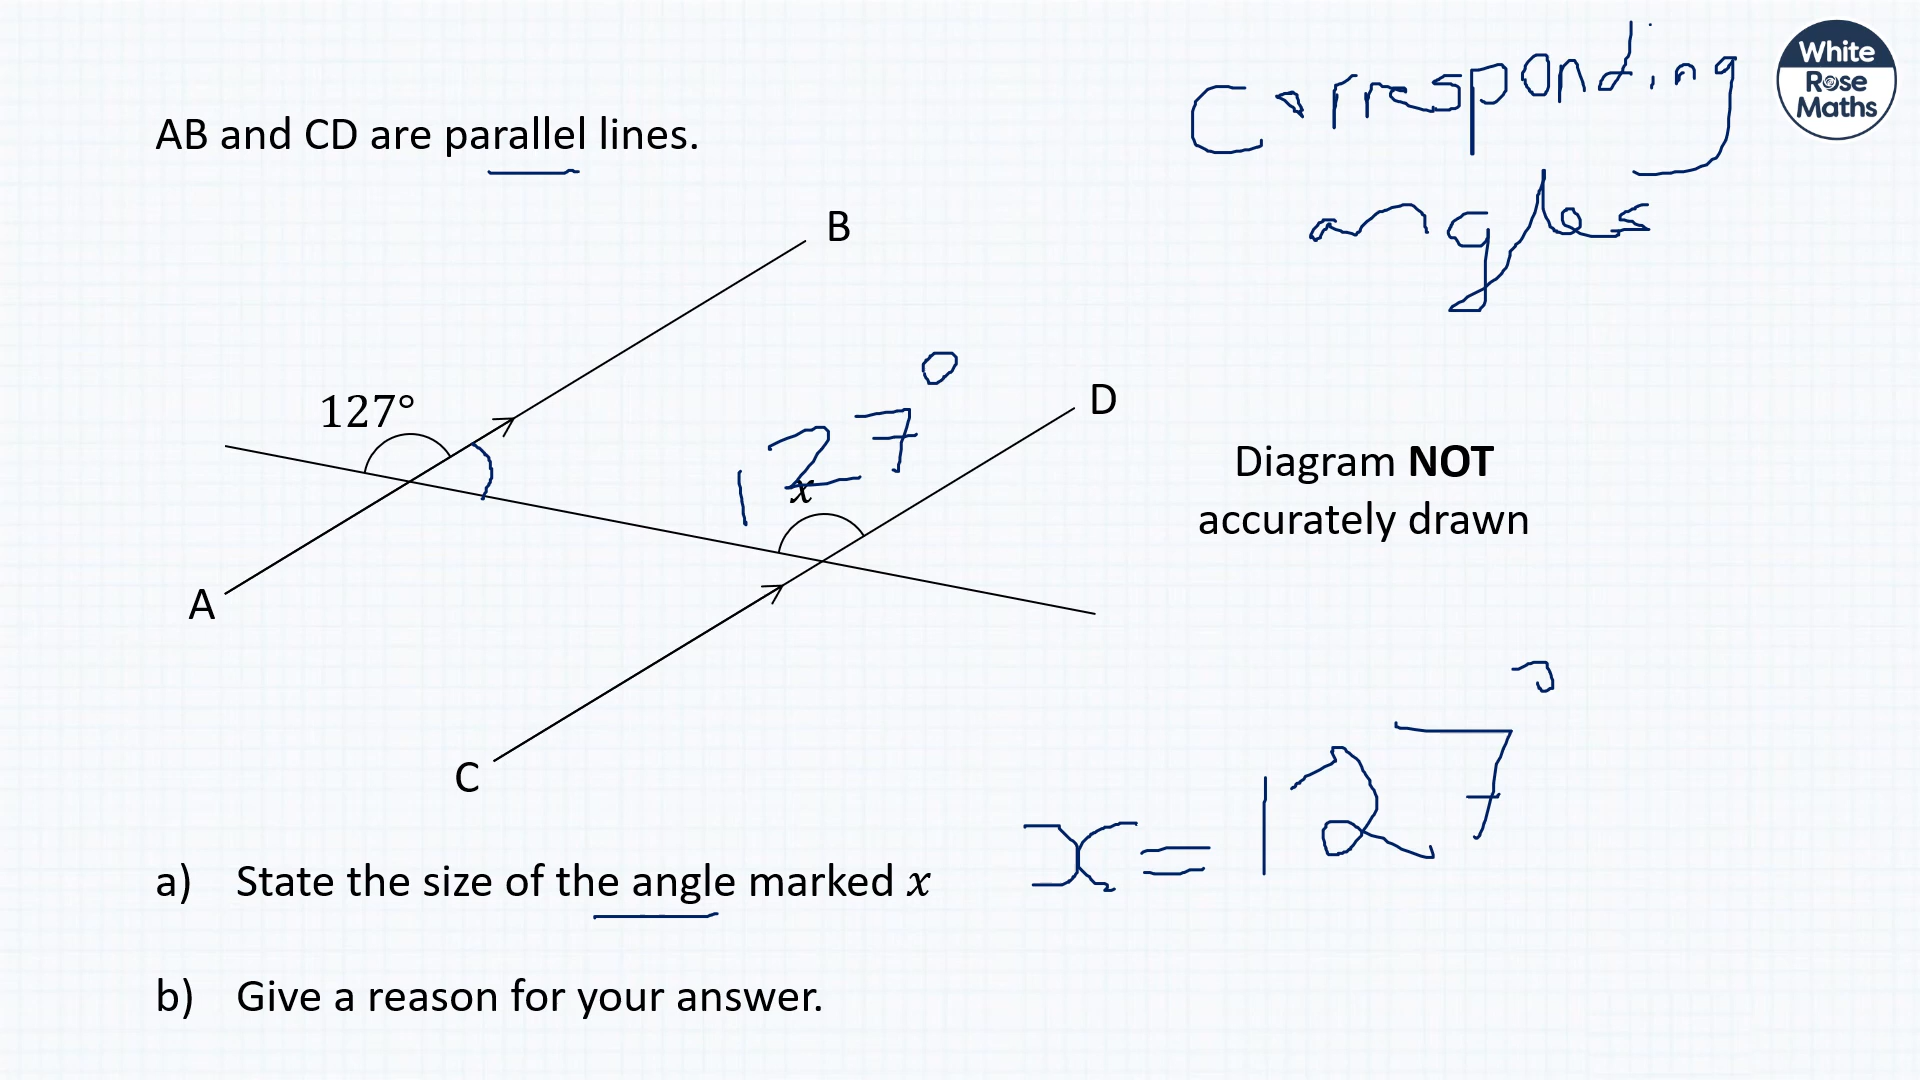 Corresponding
angles
White
Rose
Maths
AB and CD are parallel lines.
B
127°
127°
D
x
Diagram NOT
accurately drawn
A
C
x = 127°
a) State the size of the angle marked x
b) Give a reason for your answer.